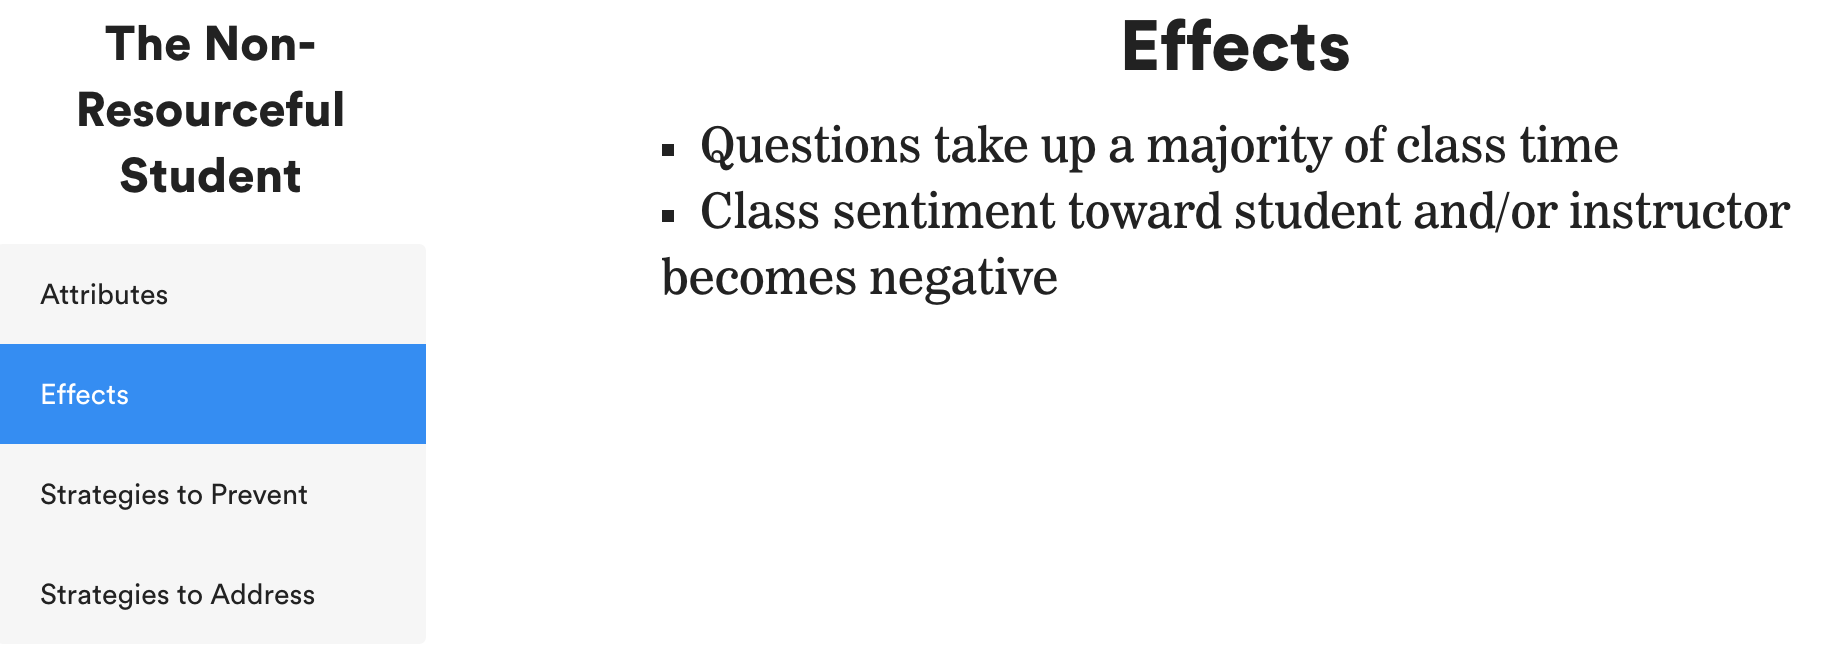 The Non-
Resourceful
Student
Attributes
Effects
Strategies to Prevent
Strategies to Address
Effects
▪ Questions take up a majority of class time
▪ Class sentiment toward student and/or instructor
becomes negative